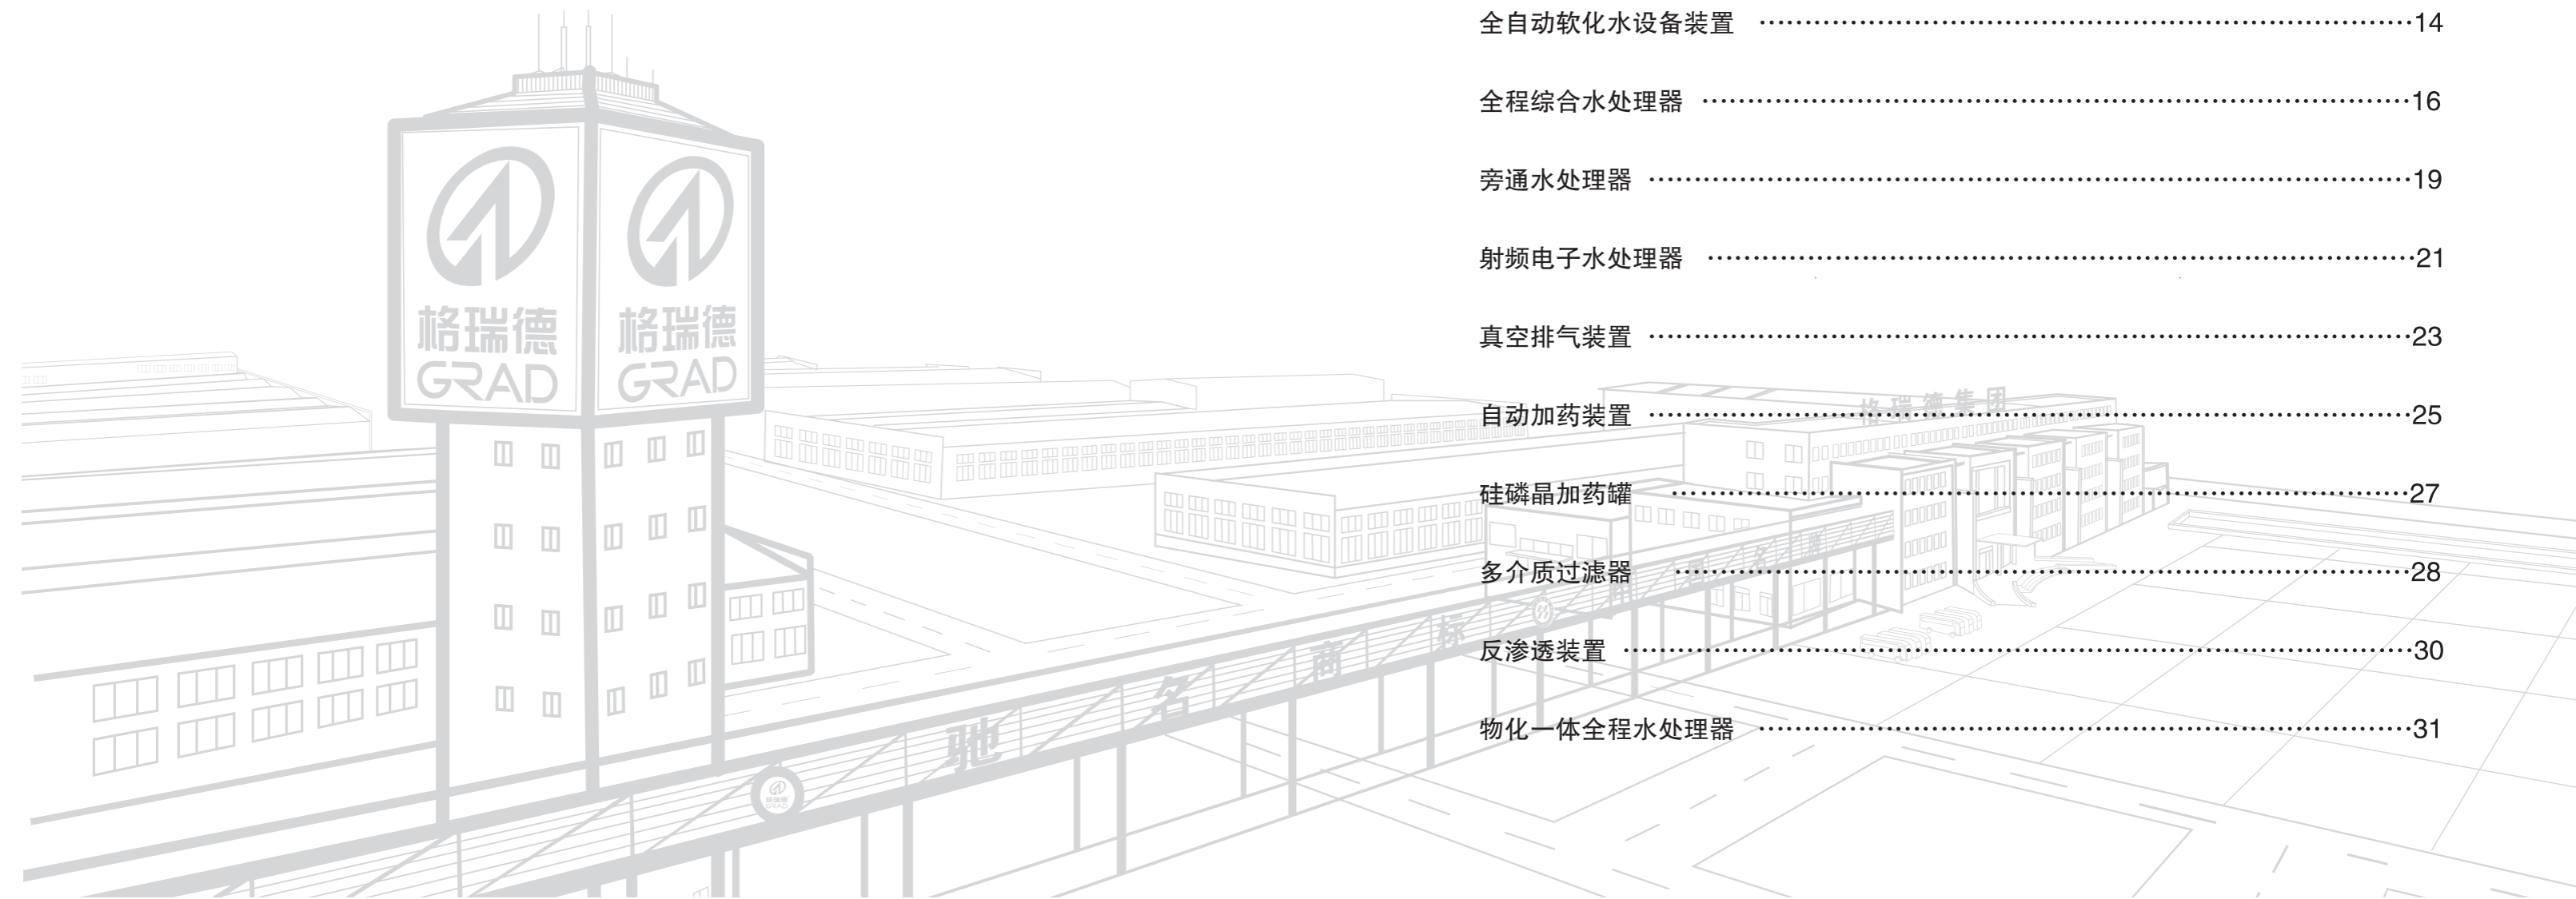 全自动软化水设备装置 ················································14
全程综合水处理器 ················································16
旁通水处理器 ················································19
射频电子水处理器 ················································21
真空排气装置 ················································23
自动加药装置 ················································25
硅磷晶加药罐 ················································27
多介质过滤器 ················································28
反渗透装置 ················································30
物化一体全程水处理器 ················································31
格瑞德
GRAD
格瑞德
GRAD
格瑞德集团
驰名商标
格瑞德
GRAD